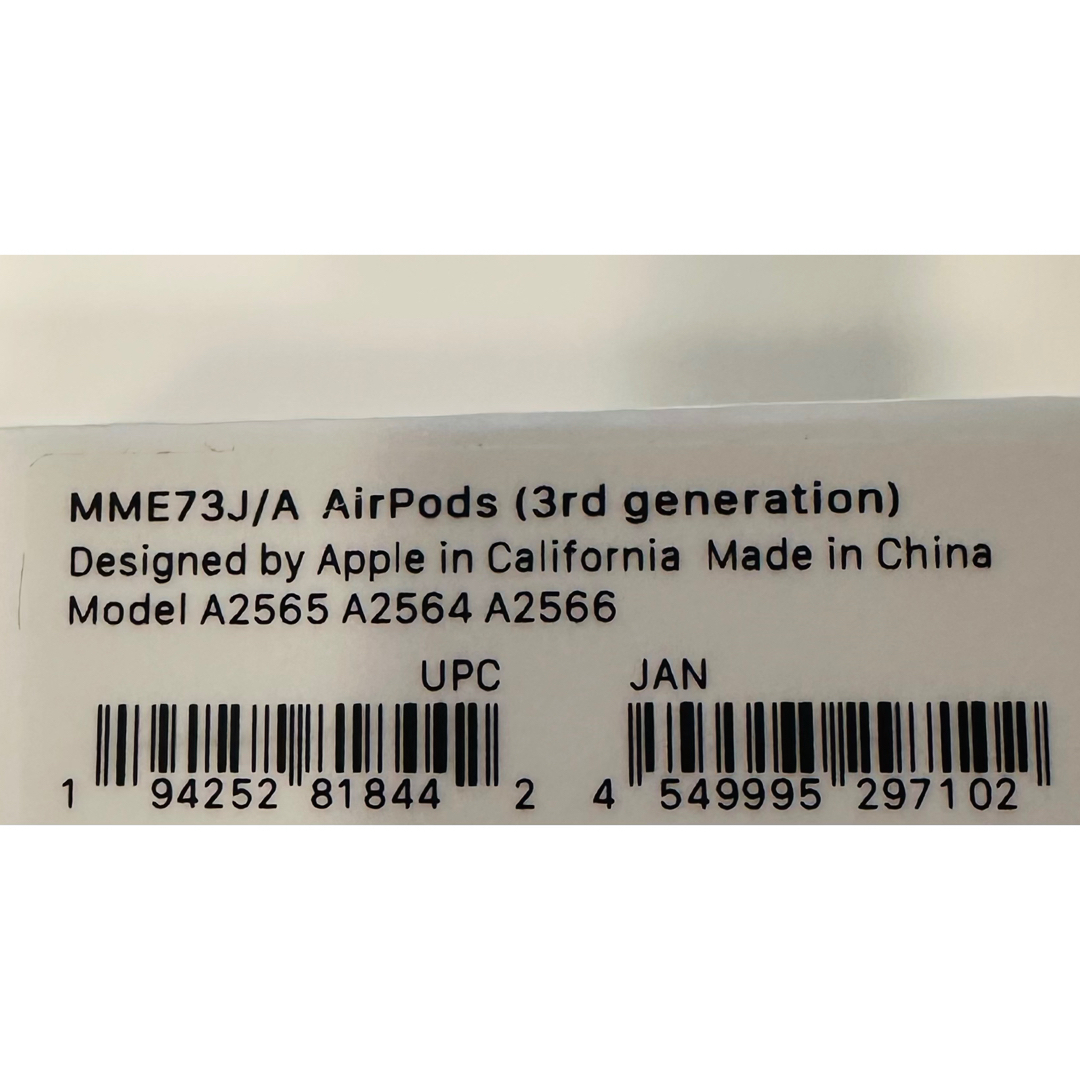 MME73J/A AirPods (3rd generation)
Designed by Apple in California Made in China
Model A2565 A2564 A2566
UPC JAN
1 94252 81844 2 4 549995 297102